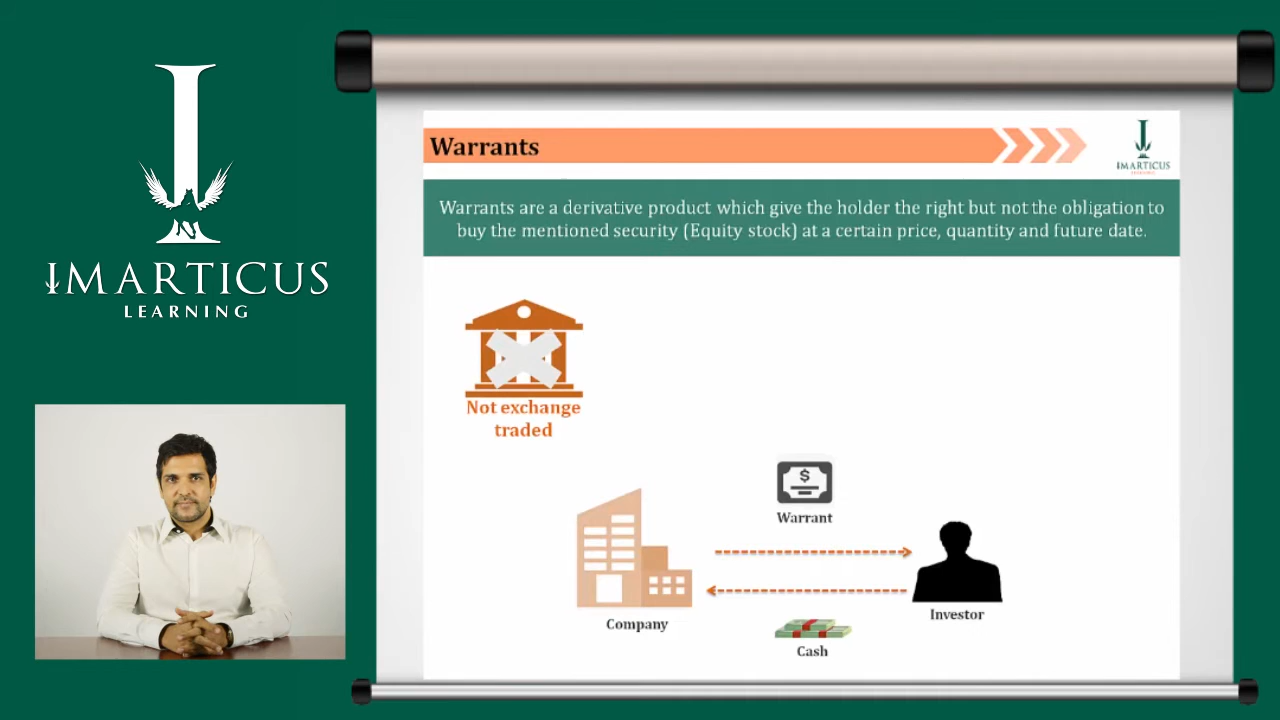 IMARTICUS
LEARNING
Warrants
IMARTICUS
Warrants are a derivative product which give the holder the right but not the obligation to
buy the mentioned security (Equity stock) at a certain price, quantity and future date.
Not exchange
traded
$
Warrant
Company
Investor
Cash